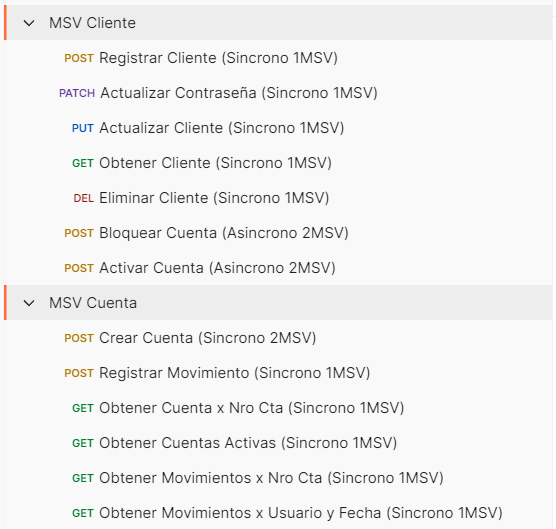 MSV Cliente
POST Registrar Cliente (Sincrono 1MSV)
PATCH Actualizar Contraseña (Sincrono 1MSV)
PUT Actualizar Cliente (Sincrono 1MSV)
GET Obtener Cliente (Sincrono 1MSV)
DEL Eliminar Cliente (Sincrono 1MSV)
POST Bloquear Cuenta (Asincrono 2MSV)
POST Activar Cuenta (Asincrono 2MSV)
MSV Cuenta
POST Crear Cuenta (Sincrono 2MSV)
POST Registrar Movimiento (Sincrono 1MSV)
GET Obtener Cuenta x Nro Cta (Sincrono 1MSV)
GET Obtener Cuentas Activas (Sincrono 1MSV)
GET Obtener Movimientos x Nro Cta (Sincrono 1MSV)
GET Obtener Movimientos x Usuario y Fecha (Sincrono 1MSV)